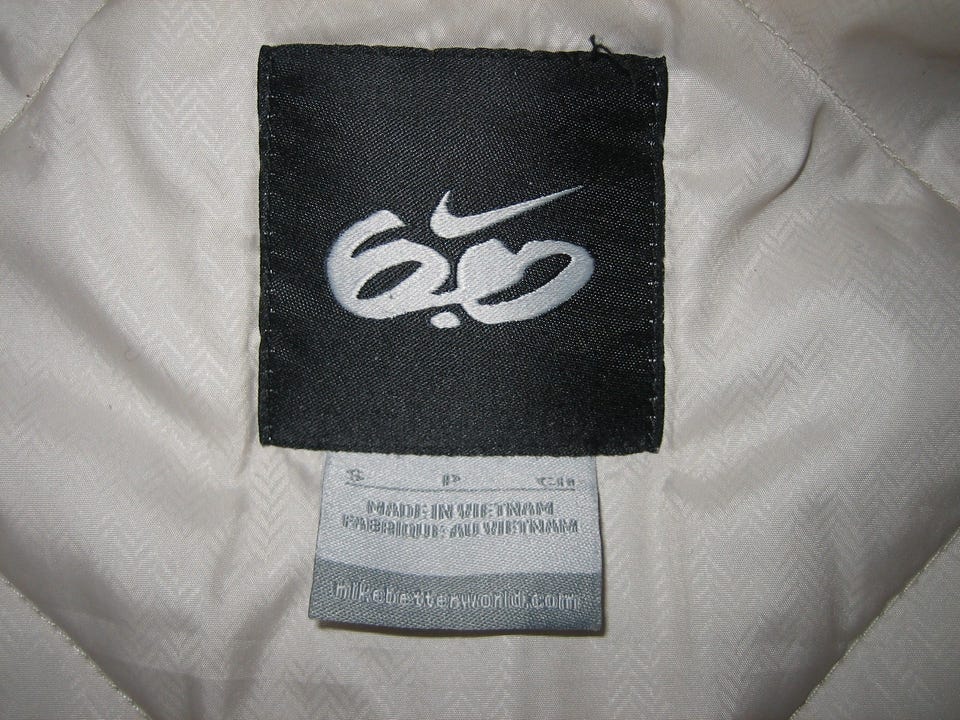 6.0
S P CH
MADE IN VIETNAM
FABRIQUE AU VIETNAM
nikebetterworld.com